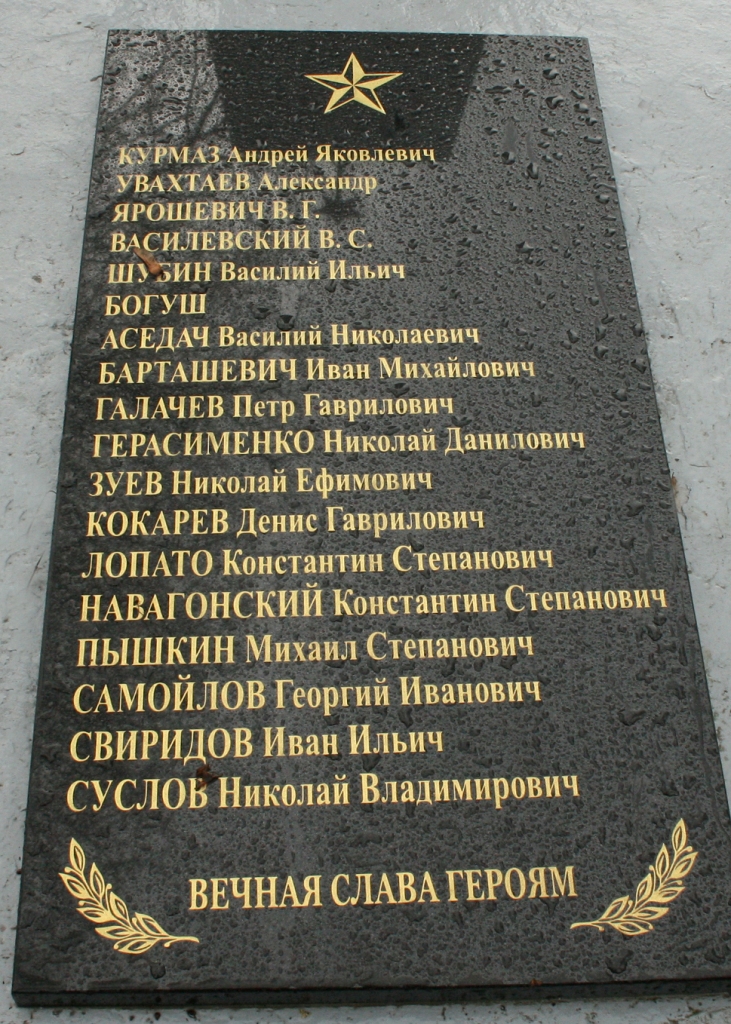 КУРМАЗ Андрей Яковлевич
УВАХТАЕВ Александр
ЯРОШЕВИЧ В. Г.
ВАСИЛЕВСКИЙ В. С.
ШУБИН Василий Ильич
БОГУШ
АСЕДАЧ Василий Николаевич
БАРТАШЕВИЧ Иван Михайлович
ГАЛАЧЕВ Петр Гаврилович
ГЕРАСИМЕНКО Николай Данилович
ЗУЕВ Николай Ефимович
КОКАРЕВ Денис Гаврилович
ЛОПАТО Константин Степанович
НАВАГОНСКИЙ Константин Степанович
ПЫШКИН Михаил Степанович
САМОЙЛОВ Георгий Иванович
СВИРИДОВ Иван Ильич
СУСЛОВ Николай Владимирович
ВЕЧНАЯ СЛАВА ГЕРОЯМ